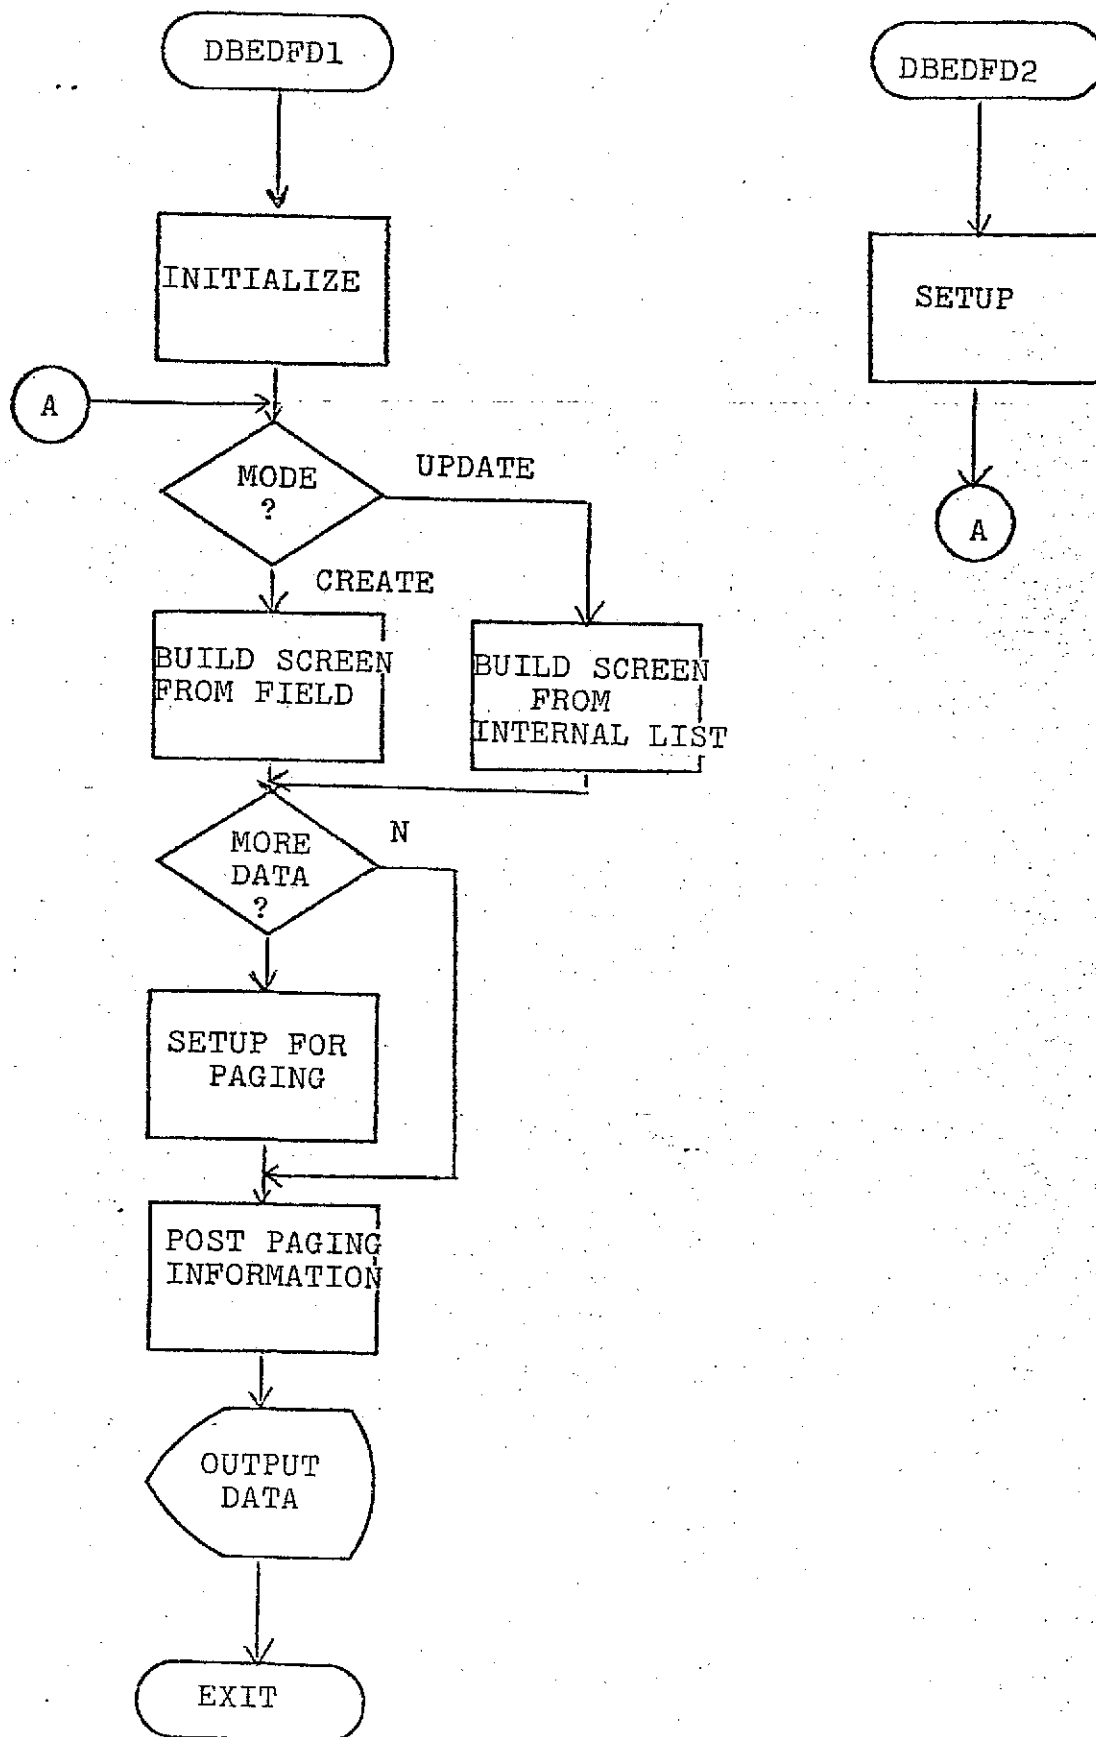 DBEDFD1
INITIALIZE
A
MODE
?
UPDATE
CREATE
BUILD SCREEN
FROM FIELD
BUILD SCREEN
FROM
INTERNAL LIST
MORE
DATA
?
N
SETUP FOR
PAGING
POST PAGING
INFORMATION
OUTPUT
DATA
EXIT
DBEDFD2
SETUP
A